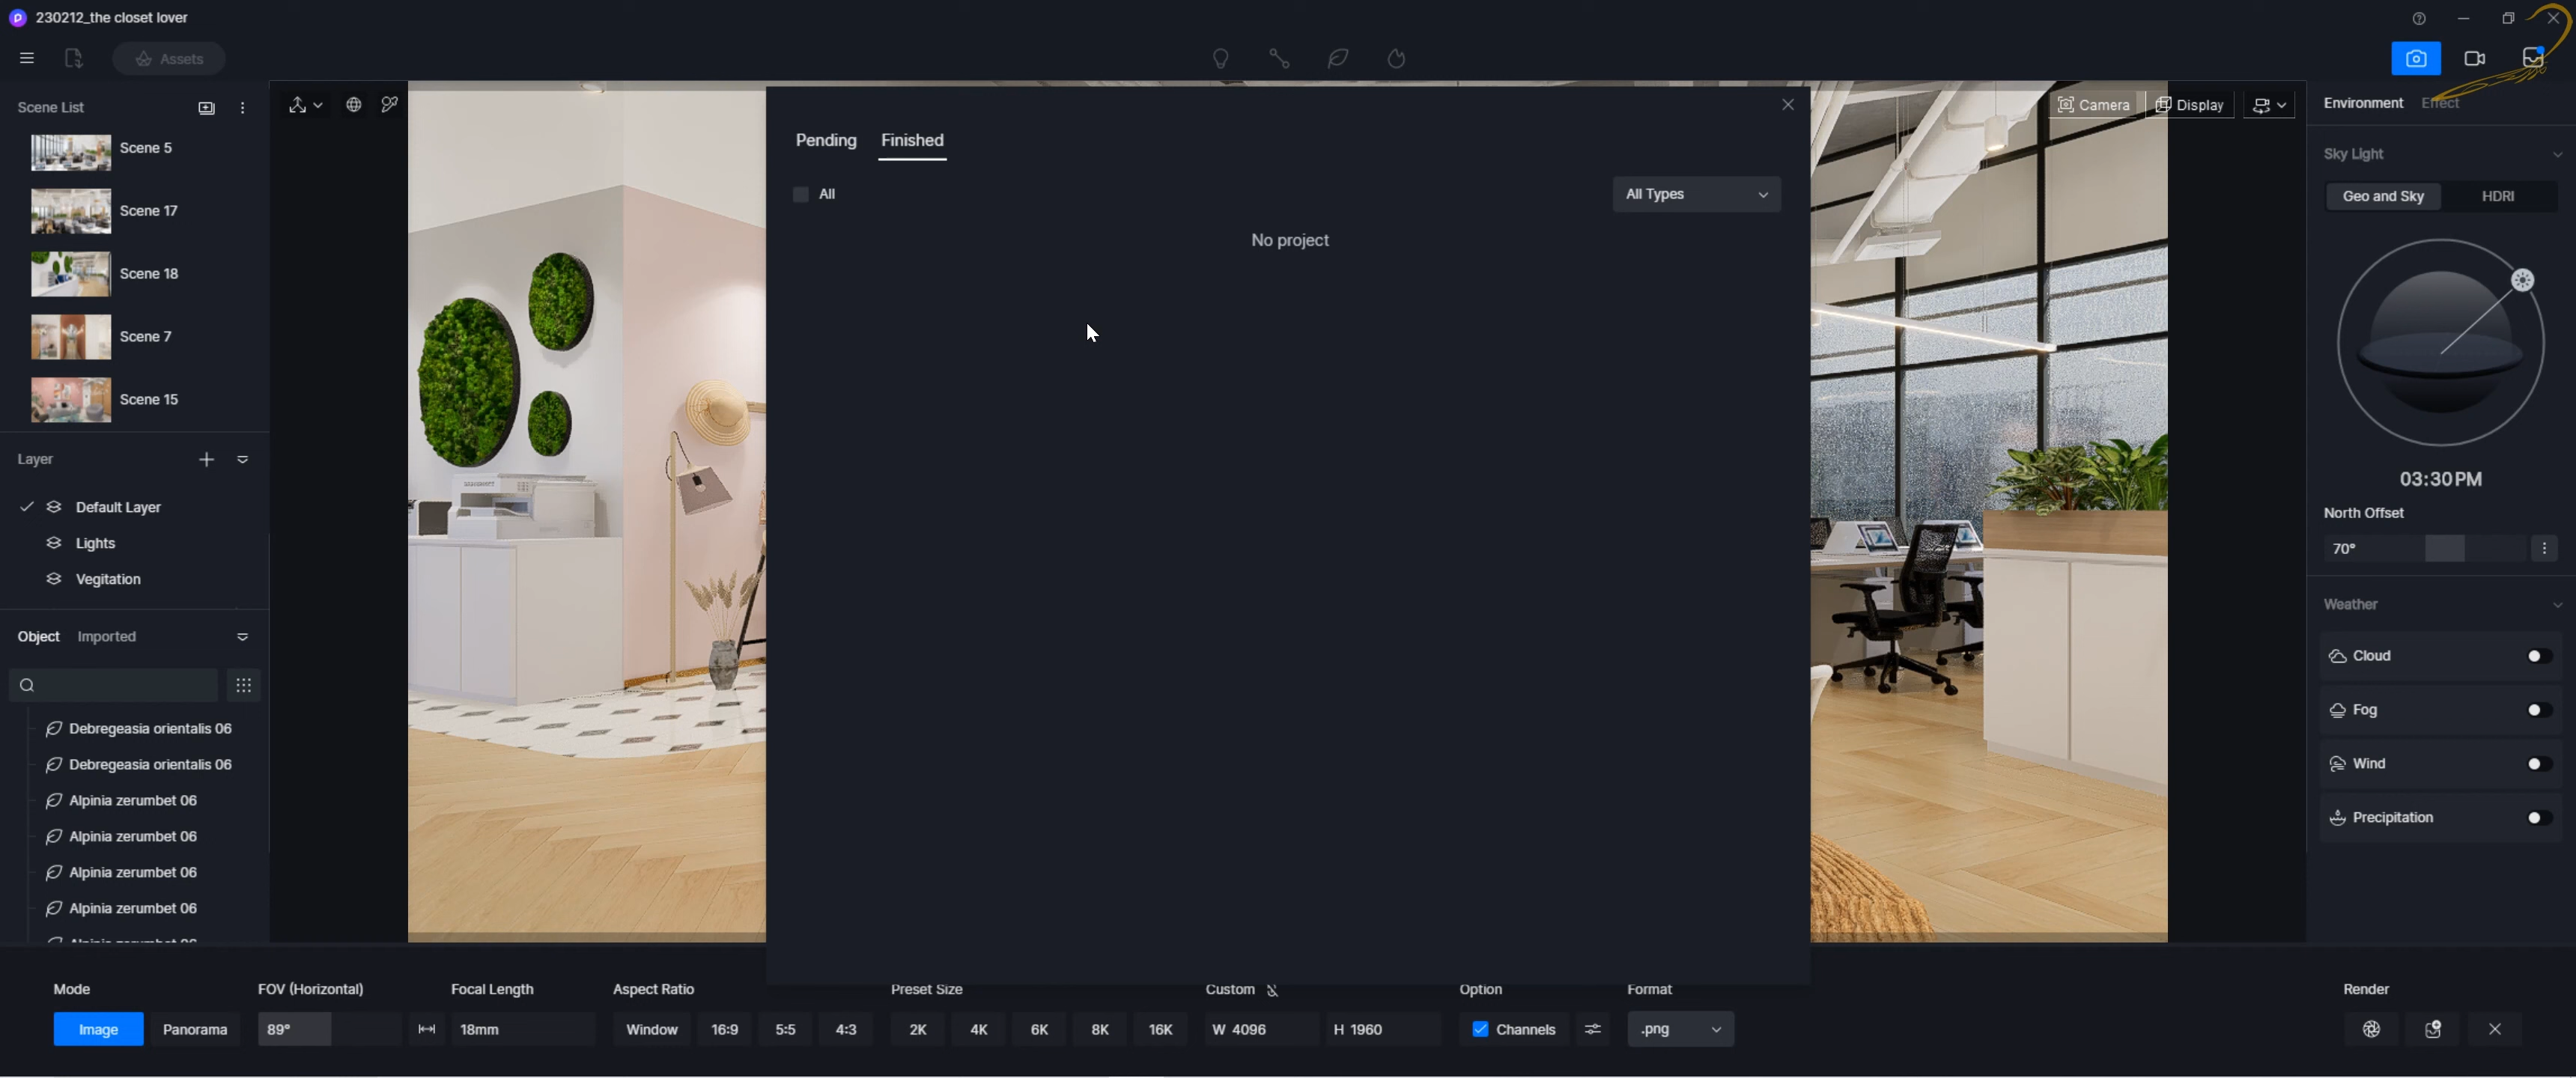 230212_the closet lover
Assets
Scene List
Scene 5
Scene 17
Scene 18
Scene 7
Scene 15
Layer
Default Layer
Lights
Vegitation
Object Imported
Debregeasia orientalis 06
Debregeasia orientalis 06
Alpinia zerumbet 06
Alpinia zerumbet 06
Alpinia zerumbet 06
Alpinia zerumbet 06
Alpinia zerumbet 06
Pending Finished
All
All Types
No project
Camera Display
Environment Effect
Sky Light
Geo and Sky HDRI
03:30 PM
North Offset
70°
Weather
Cloud
Fog
Wind
Precipitation
Mode FOV (Horizontal) Focal Length Aspect Ratio Preset Size Custom Option Format Render
Image Panorama 89° 18mm Window 16:9 5:5 4:3 2K 4K 6K 8K 16K W 4096 H 1960 Channels .png